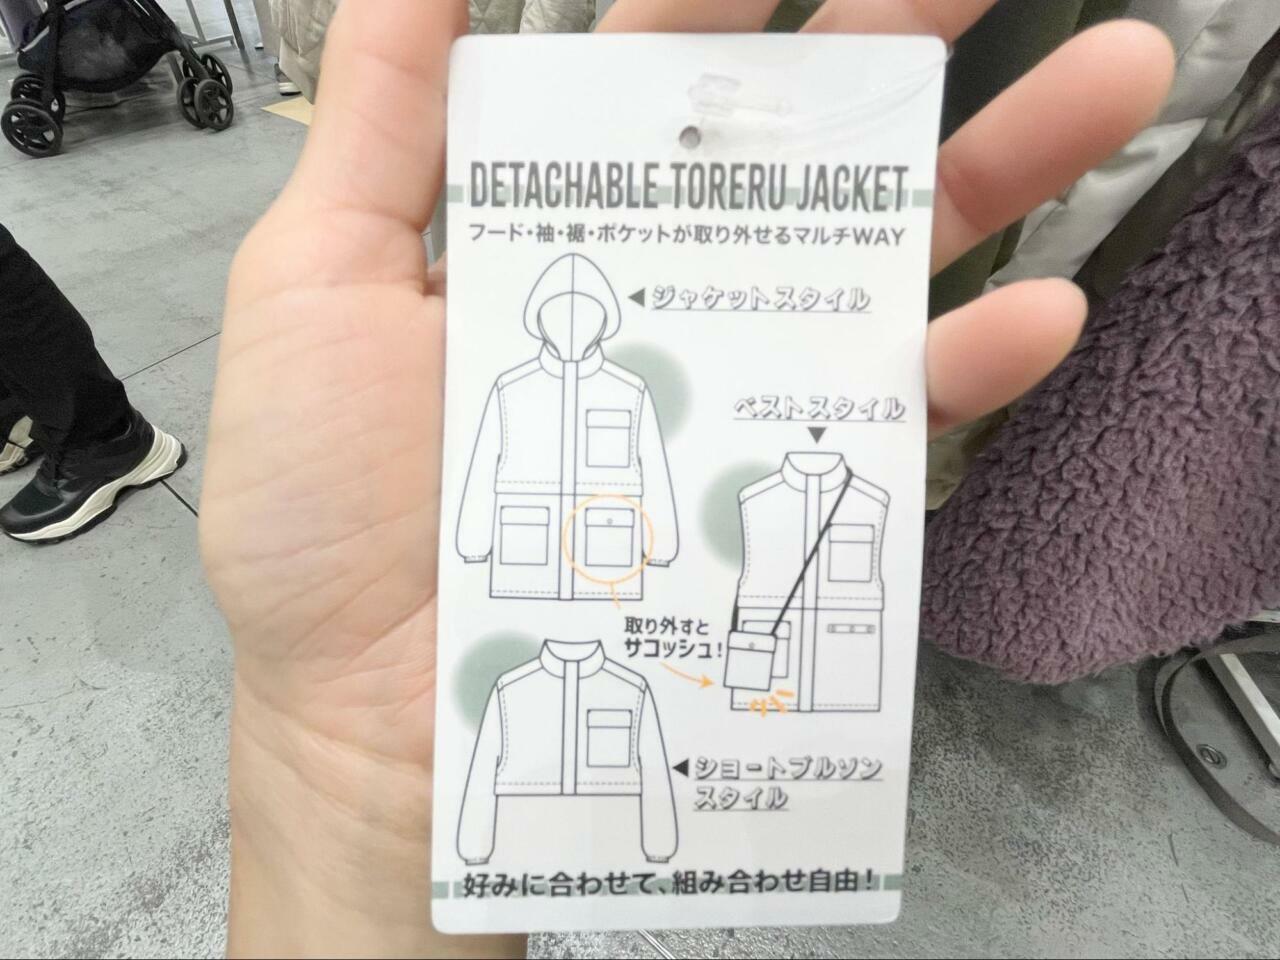 DETACHABLE TORERU JACKET
フード・袖・裾・ポケットが取り外せるマルチWAY
◀ジャケットスタイル
ベストスタイル
▼
取り外すと
サコッシュ!
◀ショートブルゾン
スタイル
好みに合わせて、組み合わせ自由!